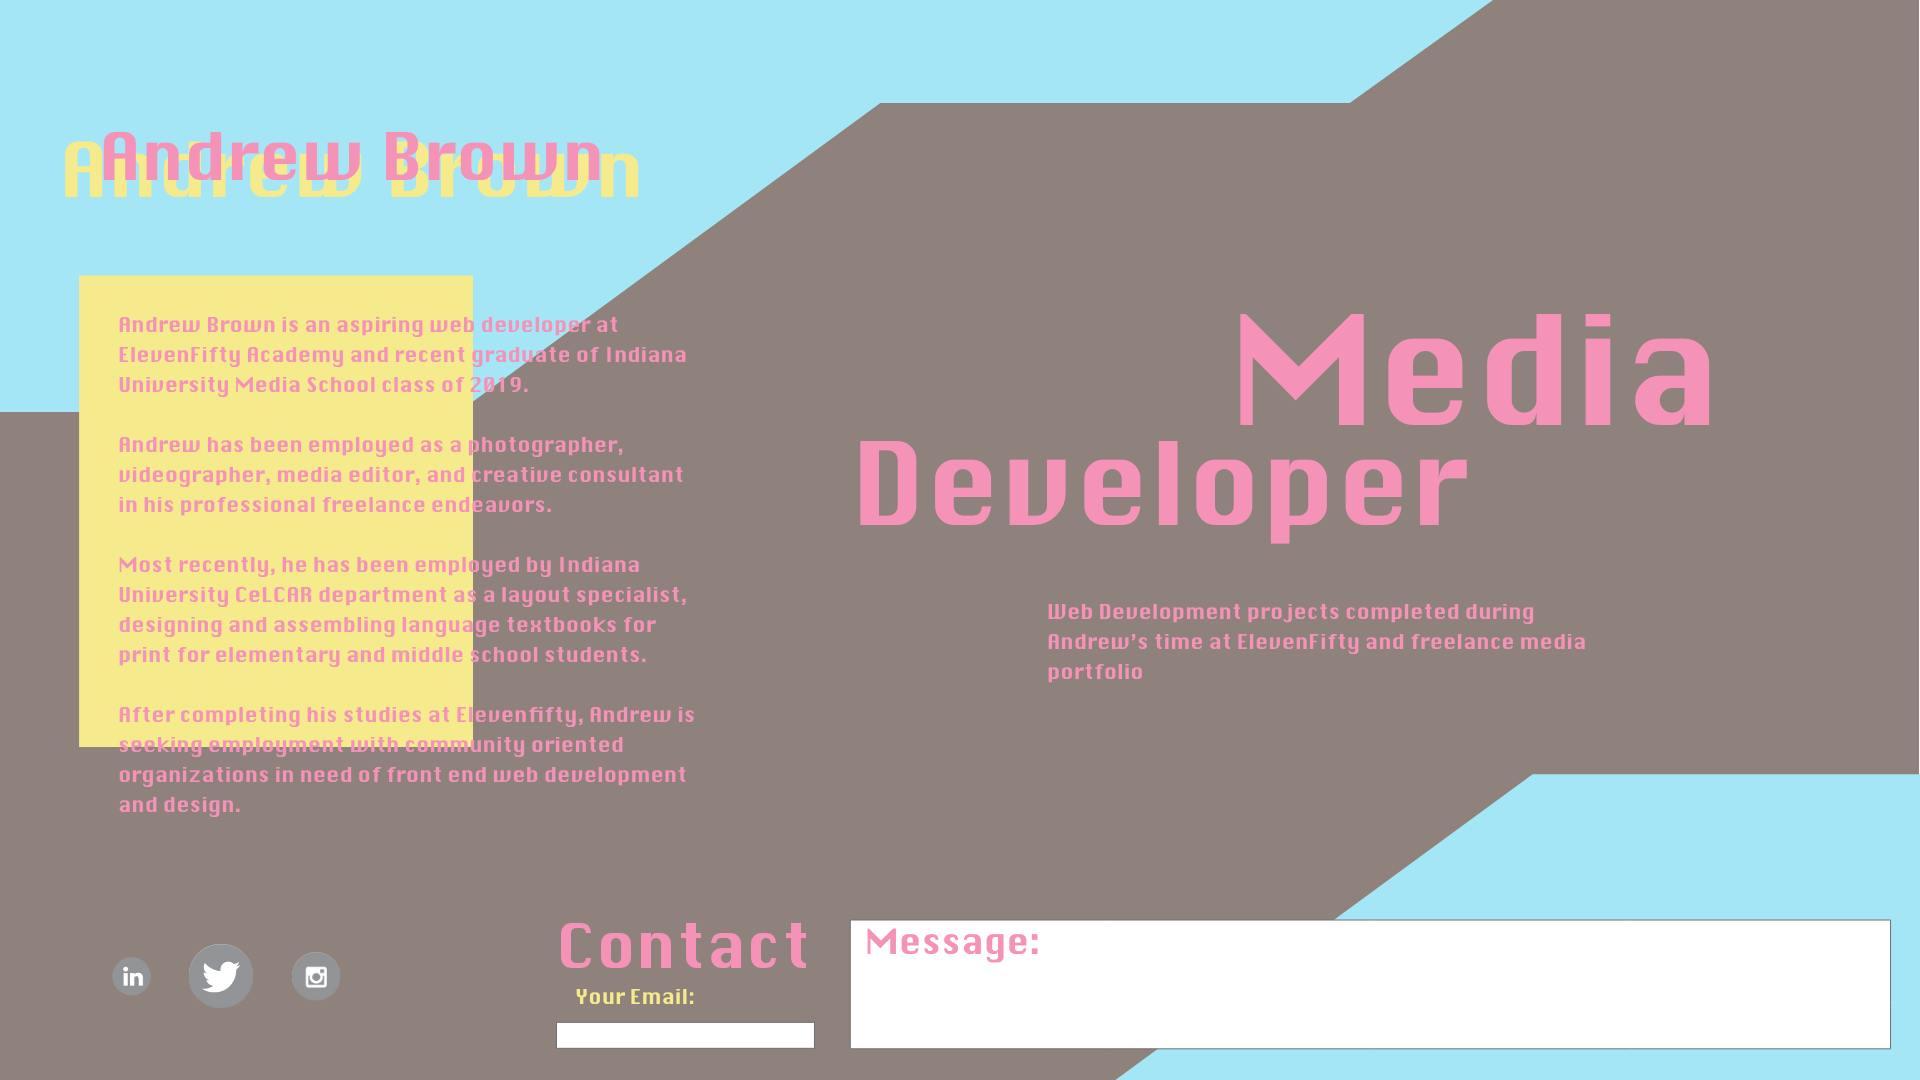 Andrew Brown
Andrew Brown
Andrew Brown is an aspiring web developer at
ElevenFifty Academy and recent graduate of Indiana
University Media School class of 2019.
Andrew has been employed as a photographer,
videographer, media editor, and creative consultant
in his professional freelance endeavors.
Most recently, he has been employed by Indiana
University CeLCAR department as a layout specialist,
designing and assembling language textbooks for
print for elementary and middle school students.
After completing his studies at Elevenfifty, Andrew is
seeking employment with community oriented
organizations in need of front end web development
and design.
Media
Developer
Web Development projects completed during
Andrew's time at ElevenFifty and freelance media
portfolio
in
Contact
Your Email:
Message: